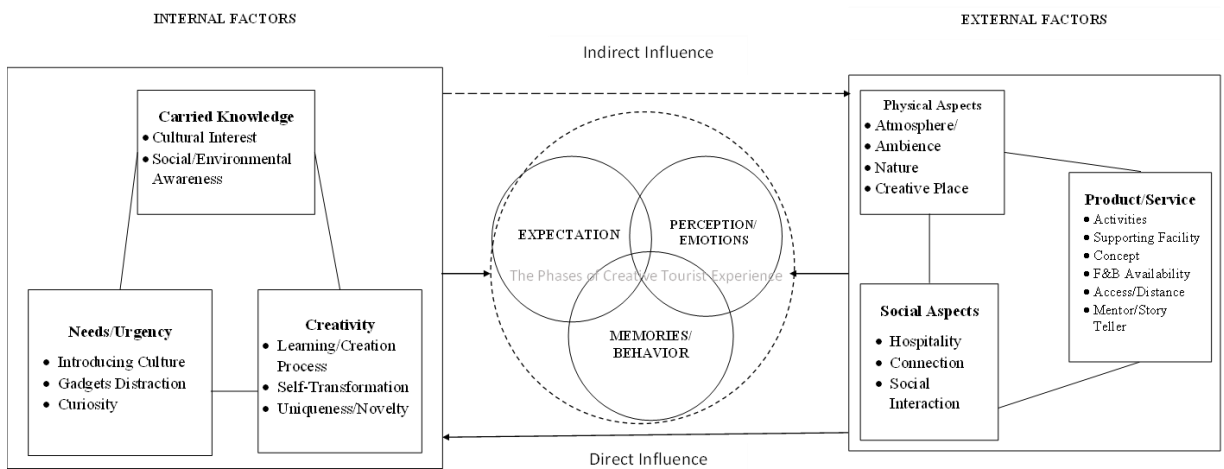 INTERNAL FACTORS
EXTERNAL FACTORS
Indirect Influence
Carried Knowledge
• Cultural Interest
• Social/Environmental
Awareness
Needs/Urgency
• Introducing Culture
• Gadgets Distraction
• Curiosity
Creativity
• Learning/Creation
Process
• Self-Transformation
• Uniqueness/Novelty
EXPECTATION
PERCEPTION/
EMOTIONS
The Phases of Creative Tourist Experience
MEMORIES/
BEHAVIOR
Physical Aspects
• Atmosphere/
• Ambience
• Nature
• Creative Place
Product/Service
• Activities
• Supporting Facility
• Concept
• F&B Availability
• Access/Distance
• Mentor/Story
Teller
Social Aspects
• Hospitality
• Connection
• Social
Interaction
Direct Influence